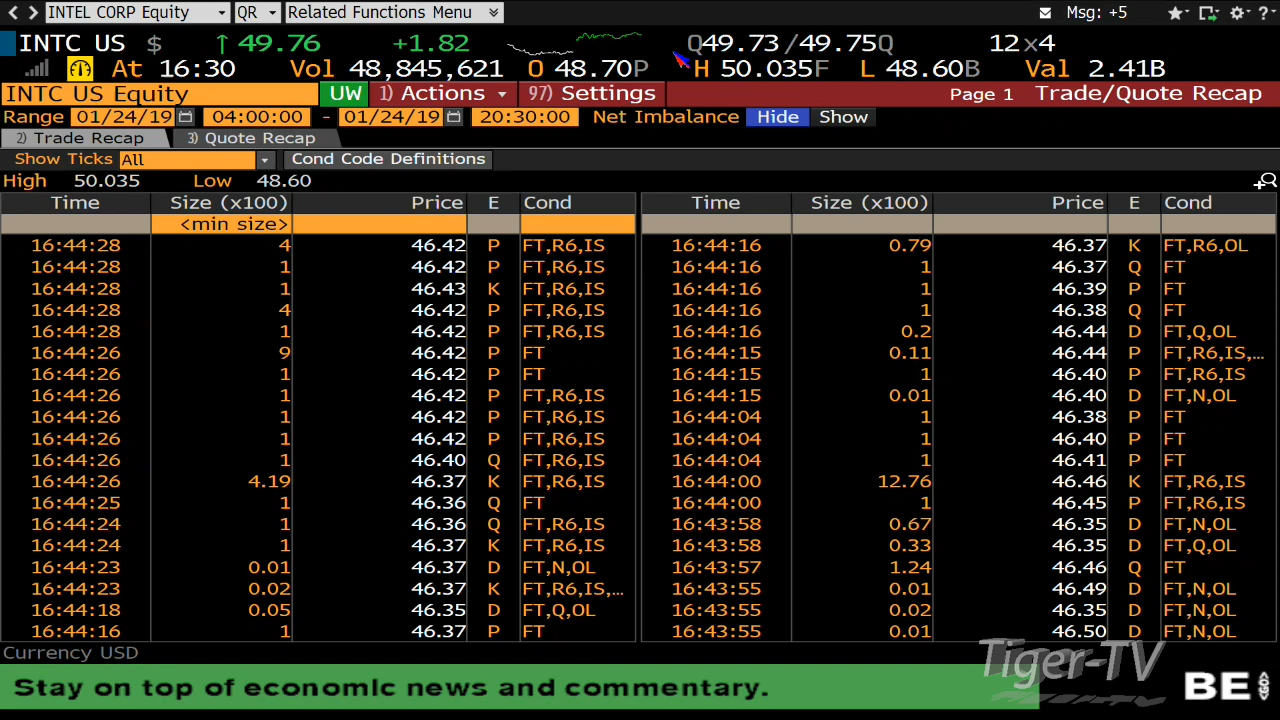 INTEL CORP Equity QR Related Functions Menu Msg: +5
INTC US $ ↑ 49.76 +1.82 Q49.73 / 49.75Q 12 x 4
At 16:30 Vol 48,845,621 O 48.70P H 50.035F L 48.60B Val 2.41B
INTC US Equity UW 1) Actions 97) Settings Page 1 Trade/Quote Recap
Range 01/24/19 04:00:00 - 01/24/19 20:30:00 Net Imbalance Hide Show
2) Trade Recap 3) Quote Recap
Show Ticks All Cond Code Definitions
High 50.035 Low 48.60
Time Size (x100) Price E Cond Time Size (x100) Price E Cond
<min size>
16:44:28 4 46.42 P FT,R6,IS 16:44:16 0.79 46.37 K FT,R6,OL
16:44:28 1 46.42 P FT,R6,IS 16:44:16 1 46.37 Q FT
16:44:28 1 46.43 K FT,R6,IS 16:44:16 1 46.39 P FT
16:44:28 4 46.42 P FT,R6,IS 16:44:16 1 46.38 Q FT
16:44:28 1 46.42 P FT,R6,IS 16:44:16 0.2 46.44 D FT,Q,OL
16:44:26 9 46.42 P FT 16:44:15 0.11 46.44 P FT,R6,IS,...
16:44:26 1 46.42 P FT 16:44:15 1 46.40 P FT,R6,IS
16:44:26 1 46.42 P FT,R6,IS 16:44:15 0.01 46.40 D FT,N,OL
16:44:26 1 46.42 P FT,R6,IS 16:44:04 1 46.38 P FT
16:44:26 1 46.42 P FT,R6,IS 16:44:04 1 46.40 P FT
16:44:26 1 46.40 Q FT,R6,IS 16:44:04 1 46.41 P FT
16:44:26 4.19 46.37 K FT,R6,IS 16:44:00 12.76 46.46 K FT,R6,IS
16:44:25 1 46.36 Q FT 16:44:00 1 46.45 P FT,R6,IS
16:44:24 1 46.36 Q FT,R6,IS 16:43:58 0.67 46.35 D FT,N,OL
16:44:24 1 46.37 K FT,R6,IS 16:43:58 0.33 46.35 D FT,Q,OL
16:44:23 0.01 46.37 D FT,N,OL 16:43:57 1.24 46.46 Q FT
16:44:23 0.02 46.37 K FT,R6,IS,... 16:43:55 0.01 46.49 D FT,N,OL
16:44:18 0.05 46.35 D FT,Q,OL 16:43:55 0.02 46.35 D FT,N,OL
16:44:16 1 46.37 P FT 16:43:55 0.01 46.50 D FT,N,OL
Currency USD
Tiger-TV
Stay on top of economic news and commentary.
BE